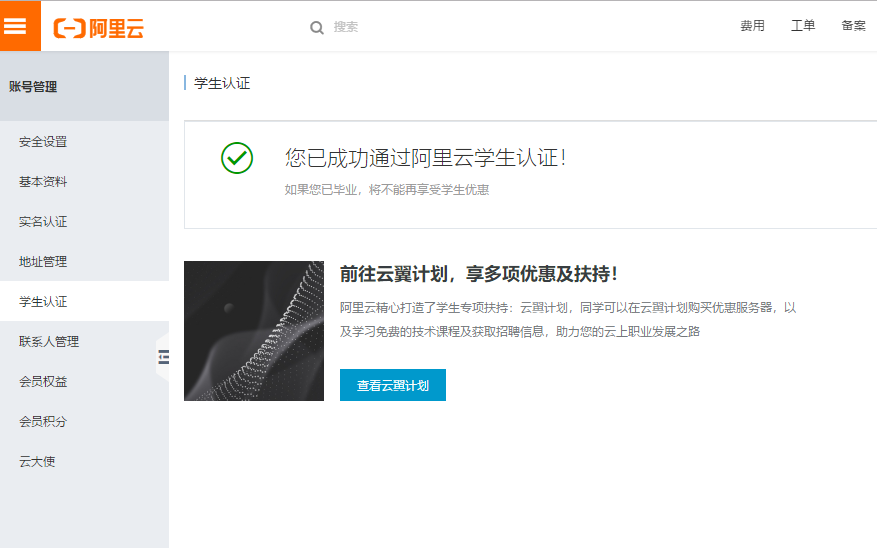 阿里云
搜索
费用
工单
备案
账号管理
安全设置
基本资料
实名认证
地址管理
学生认证
联系人管理
会员权益
会员积分
云大使
学生认证
您已成功通过阿里云学生认证！
如果您已毕业，将不能再享受学生优惠
前往云翼计划，享多项优惠及扶持！
阿里云精心打造了学生专项扶持：云翼计划，同学可以在云翼计划购买优惠服务器，以
及学习免费的技术课程及获取招聘信息，助力您的云上职业发展之路
查看云翼计划